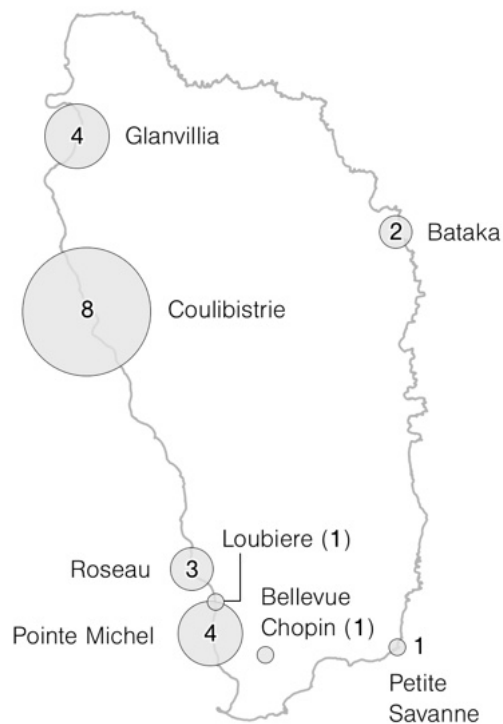 4 Glanvillia
2 Bataka
8 Coulibistrie
Loubiere (1)
Roseau 3
Bellevue
Chopin (1)
Pointe Michel 4
1
Petite
Savanne